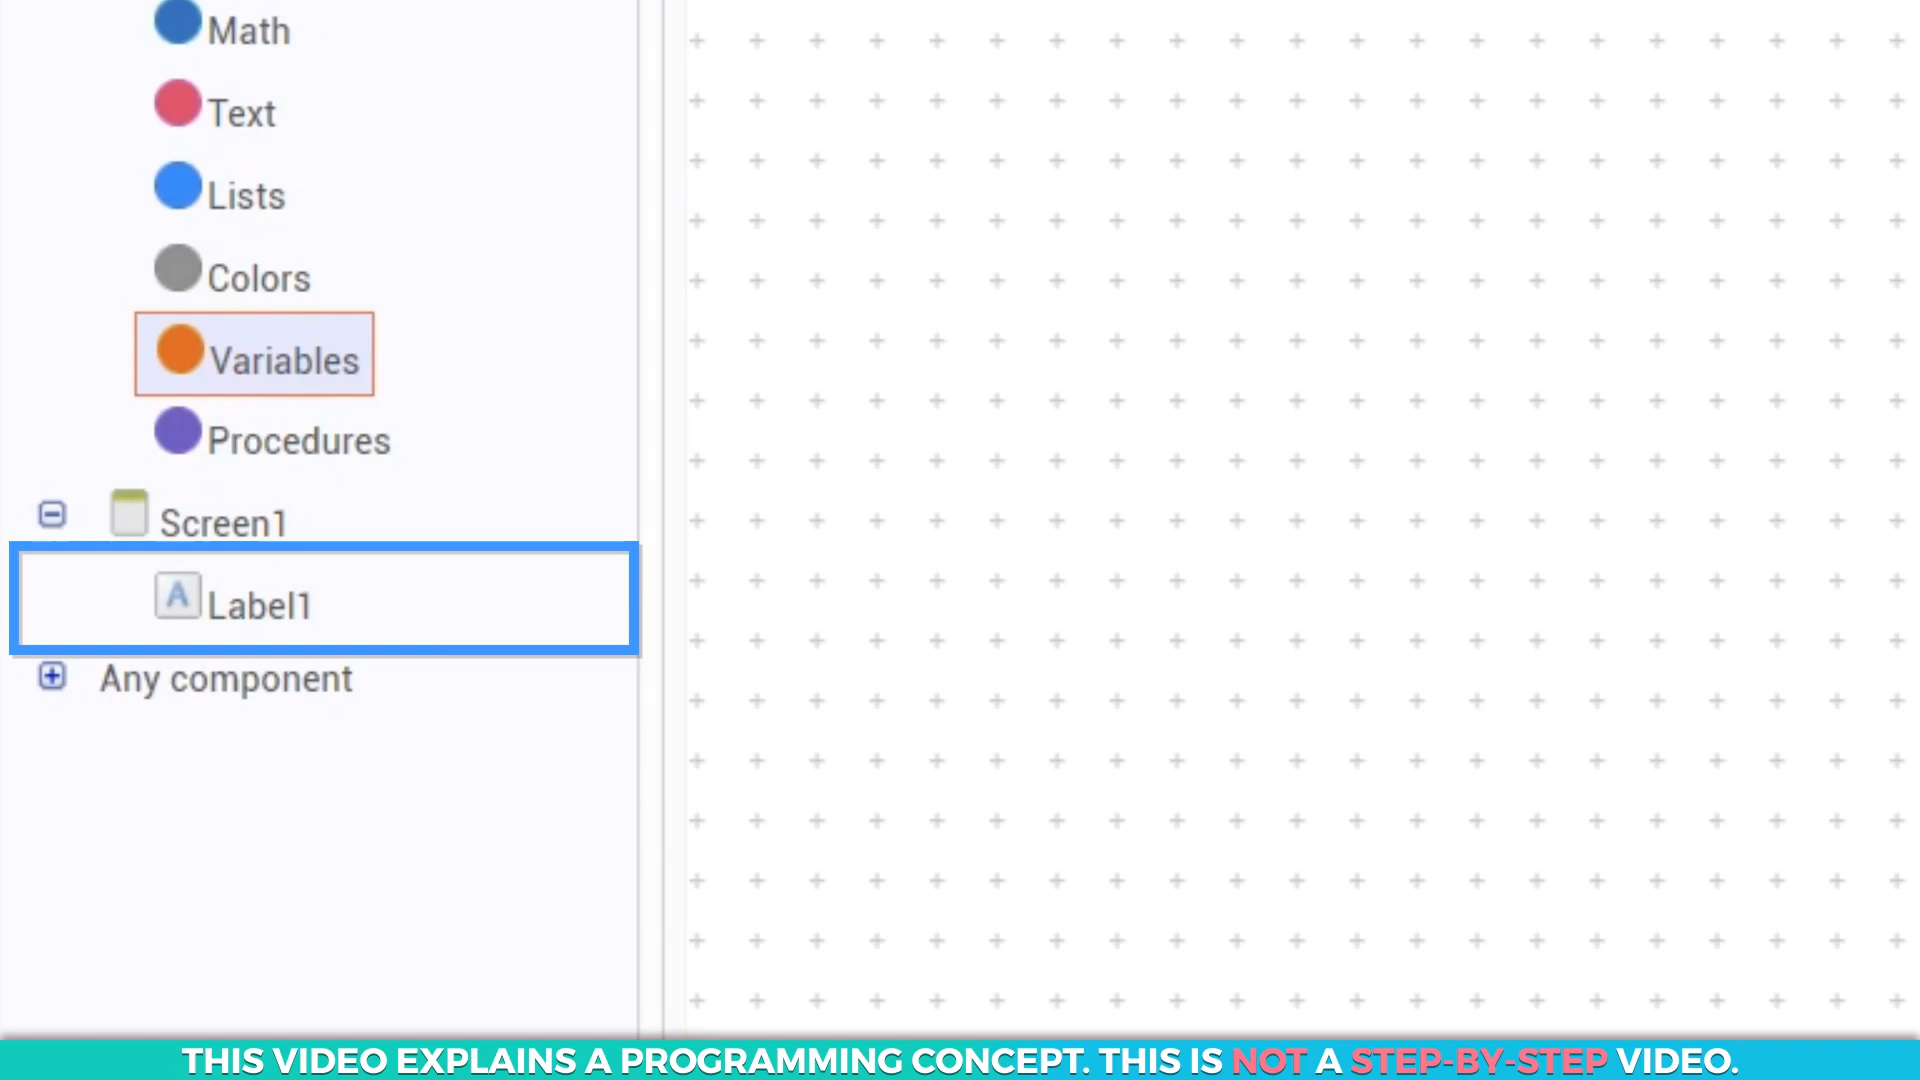 Math
Text
Lists
Colors
Variables
Procedures
Screen1
A Label1
Any component
THIS VIDEO EXPLAINS A PROGRAMMING CONCEPT. THIS IS NOT A STEP-BY-STEP VIDEO.